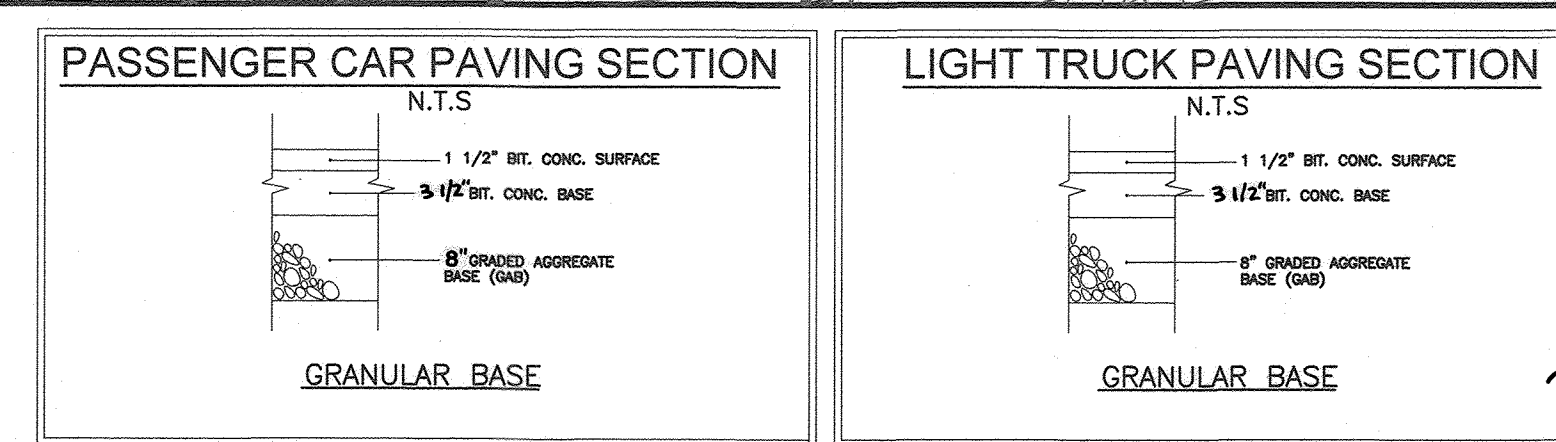 PASSENGER CAR PAVING SECTION
N.T.S
1 1/2" BIT. CONC. SURFACE
3 1/2" BIT. CONC. BASE
8" GRADED AGGREGATE
BASE (GAB)
GRANULAR BASE
LIGHT TRUCK PAVING SECTION
N.T.S
1 1/2" BIT. CONC. SURFACE
3 1/2" BIT. CONC. BASE
8" GRADED AGGREGATE
BASE (GAB)
GRANULAR BASE